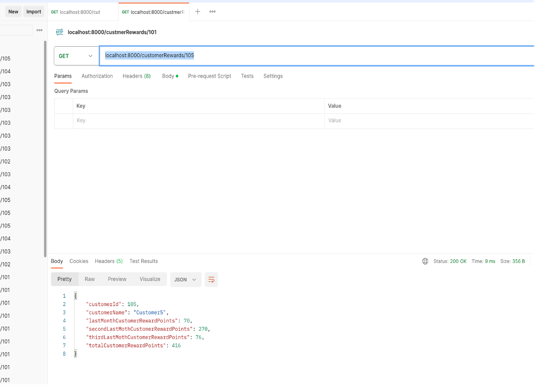 New Import
GET localhost:8000/cust
GET localhost:8000/custmer
localhost:8000/custmerRewards/101
GET
localhost:8000/customerRewards/105
Params Authorization Headers (8) Body Pre-request Script Tests Settings
Query Params
Key Value
Key Value
/105
/104
/103
/103
/103
/103
/103
/103
/102
/103
/104
/105
/105
/105
/104
/103
/102
/101
/101
/101
/101
/101
/101
/101
/101
/101
Body Cookies Headers (5) Test Results
Status: 200 OK Time: 9 ms Size: 355 B
Pretty Raw Preview Visualize JSON
1 {
2 "customerId": 105,
3 "customerName": "Customer5",
4 "lastMonthCustomerRewardPoints": 70,
5 "secondLastMothCustomerRewardPoints": 270,
6 "thirdLastMothCustomerRewardPoints": 76,
7 "totalCustomerRewardPoints": 416
8 }